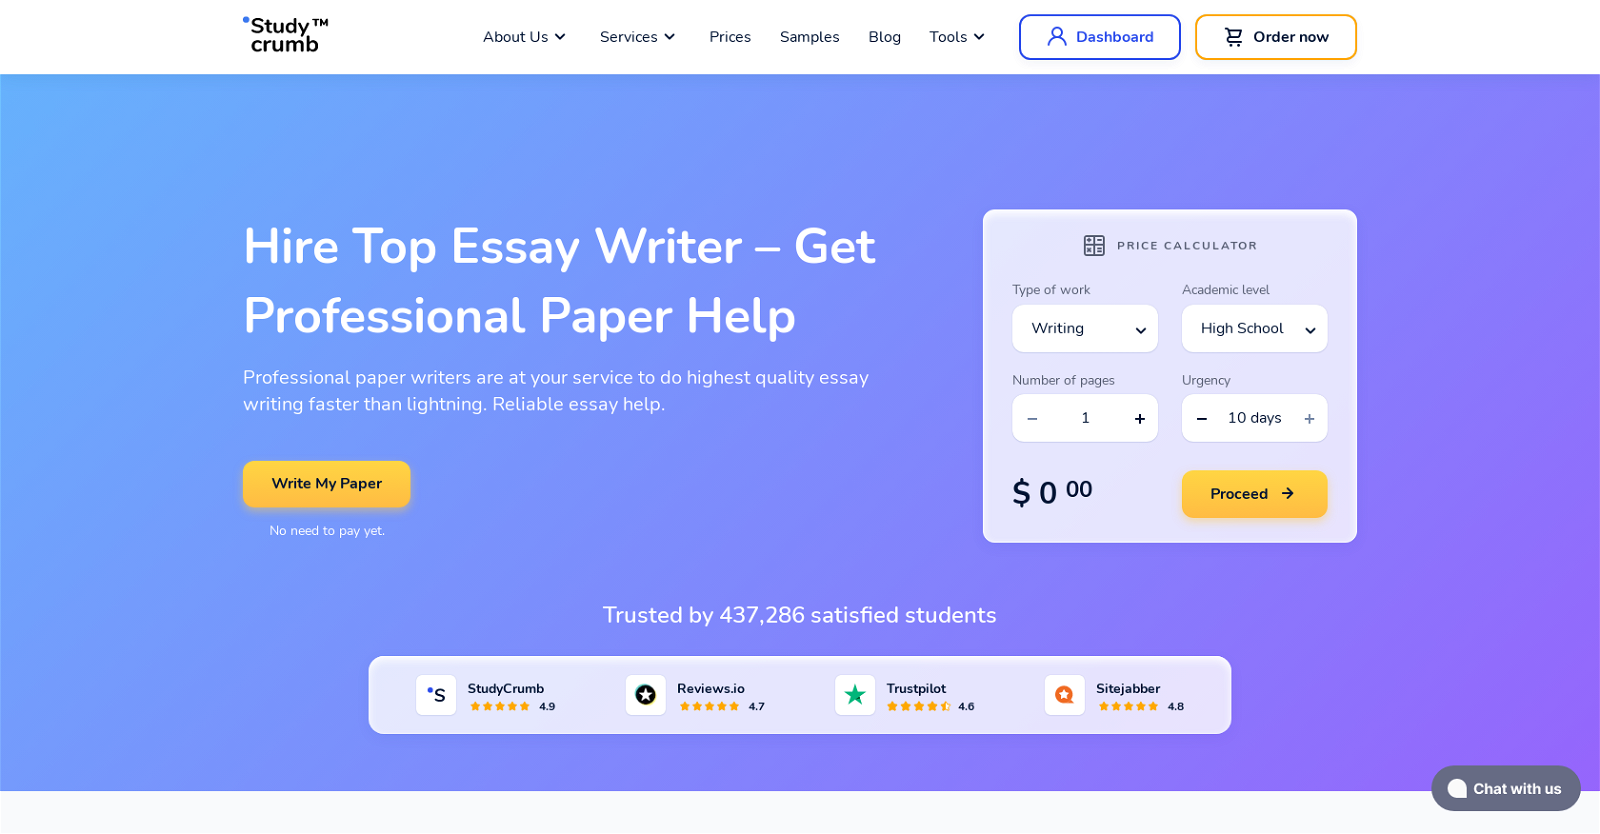 Study™
crumb
About Us
Services
Prices
Samples
Blog
Tools
Dashboard
Order now
Hire Top Essay Writer – Get
Professional Paper Help
Professional paper writers are at your service to do highest quality essay
writing faster than lightning. Reliable essay help.
Write My Paper
No need to pay yet.
PRICE CALCULATOR
Type of work
Academic level
Writing
High School
Number of pages
Urgency
− 1 +
− 10 days +
$ 0 00
Proceed →
Trusted by 437,286 satisfied students
S
StudyCrumb
4.9
Reviews.io
4.7
Trustpilot
4.6
Sitejabber
4.8
Chat with us